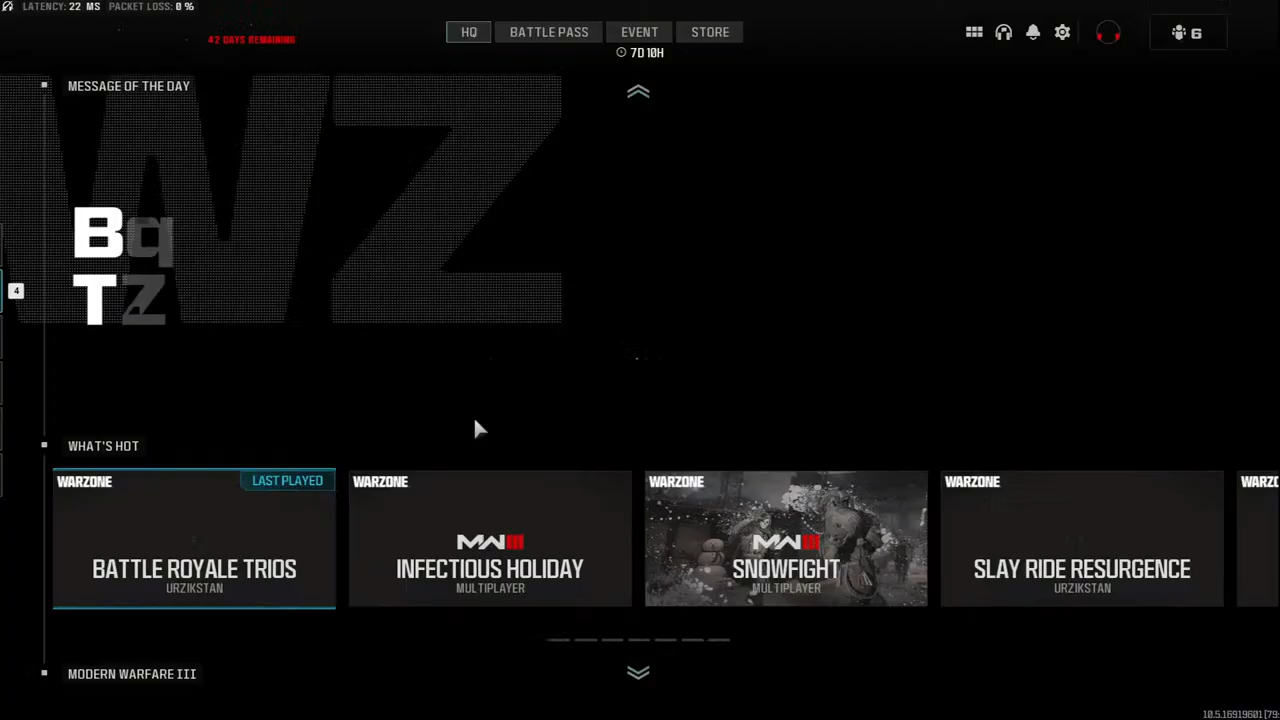 LATENCY: 22 MS PACKET LOSS: 0 %
42 DAYS REMAINING
HQ
BATTLE PASS
EVENT
STORE
7D 10H
6
MESSAGE OF THE DAY
WZ
Bq
TZ
4
WHAT'S HOT
WARZONE
LAST PLAYED
BATTLE ROYALE TRIOS
URZIKSTAN
WARZONE
MWIII
INFECTIOUS HOLIDAY
MULTIPLAYER
WARZONE
MWIII
SNOWFIGHT
MULTIPLAYER
WARZONE
SLAY RIDE RESURGENCE
URZIKSTAN
MODERN WARFARE III